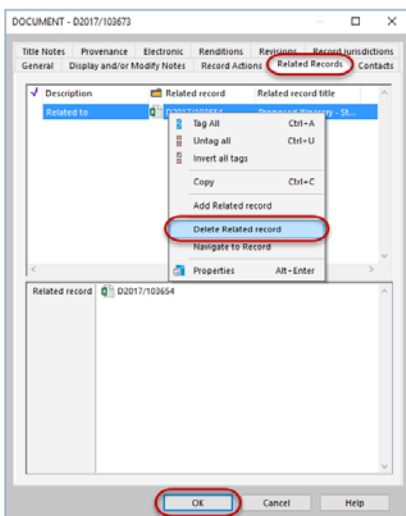 DOCUMENT - D2017/103673
Title Notes Provenance Electronic Renditions Revisions Record Jurisdictions
General Display and/or Modify Notes Record Actions Related Records Contacts
Description Related record Related record title
Related to D2017/103654 Proposed Itinerary - St...
Tag All Ctrl+A
Untag all Ctrl+U
Invert all tags
Copy Ctrl+C
Add Related record
Delete Related record
Navigate to Record
Properties Alt+Enter
Related record D2017/103654
OK Cancel Help